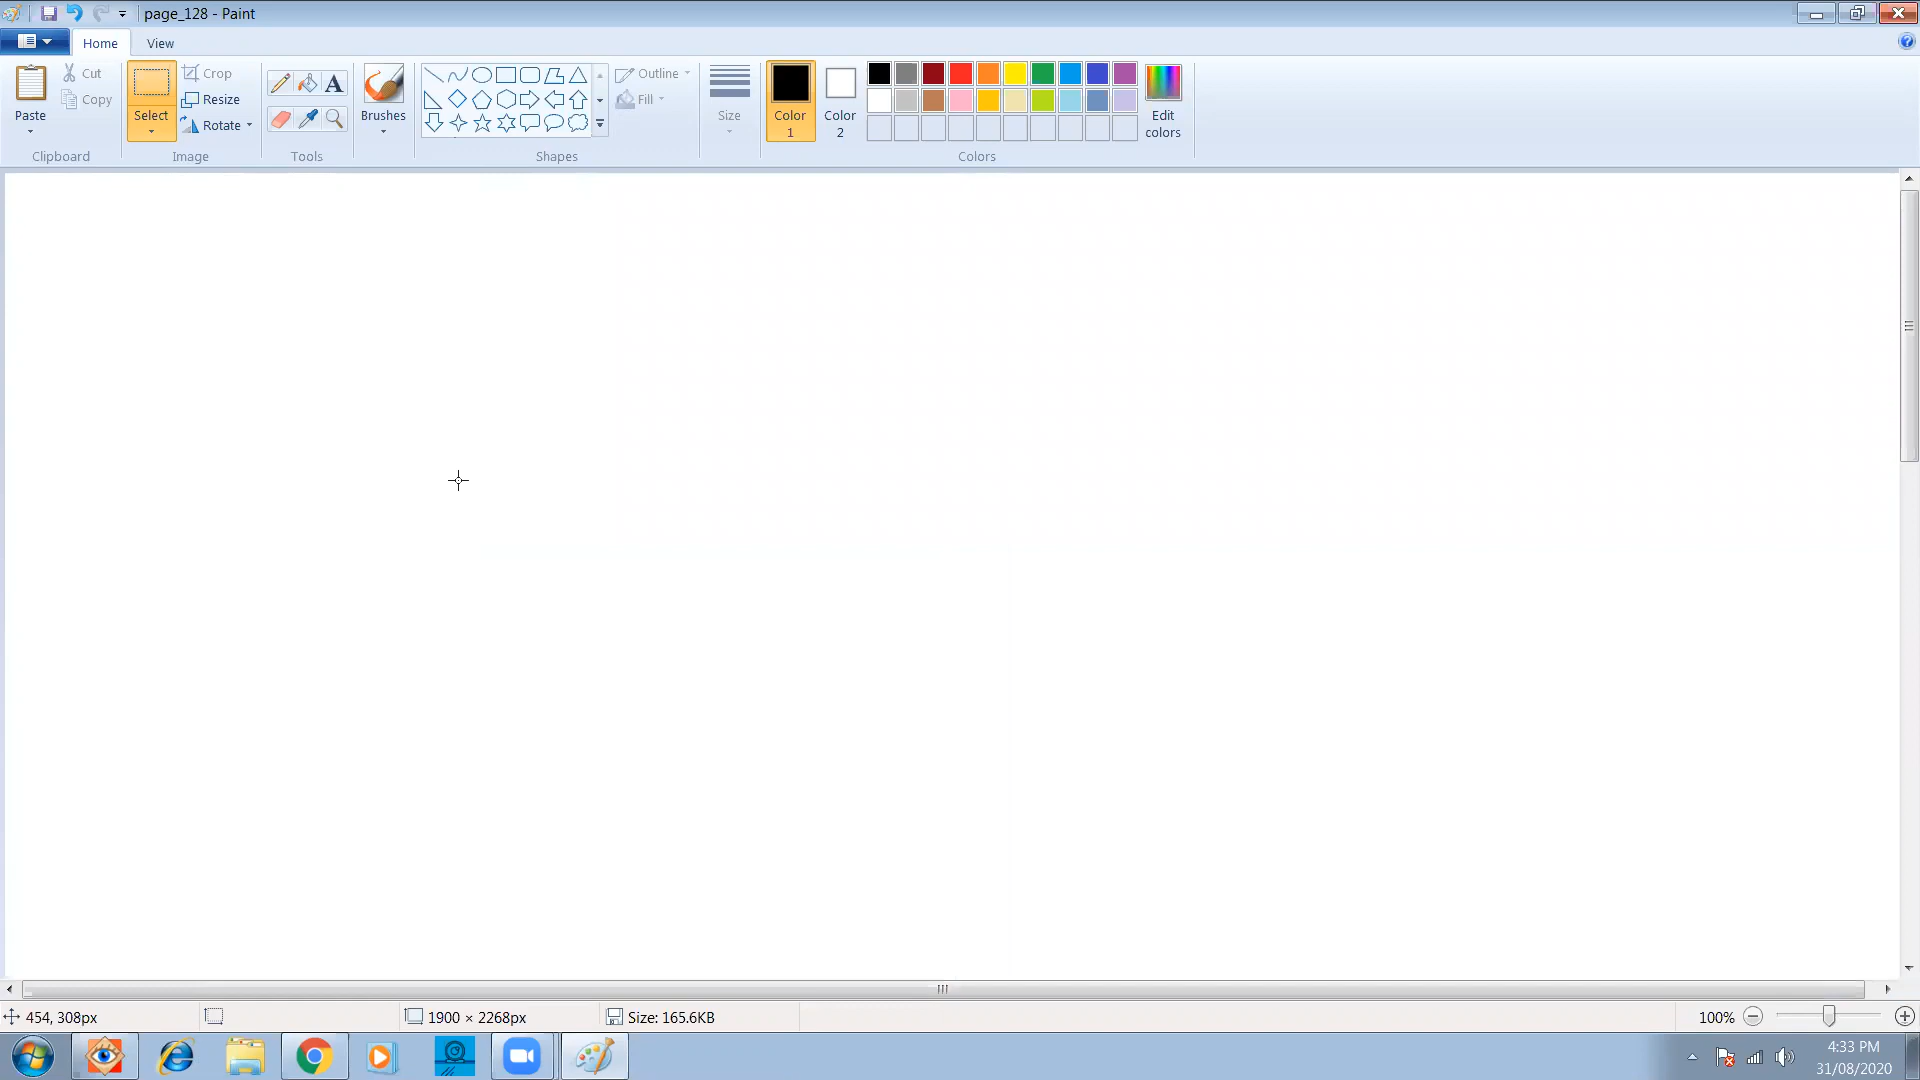 page_128 - Paint
Home View
Paste
Cut
Copy
Clipboard
Select
Crop
Resize
Rotate
Image
A
Tools
Brushes
Outline
Fill
Shapes
Size
Color
1
Color
2
Edit
colors
Colors
454, 308px
1900 × 2268px
Size: 165.6KB
100%
4:33 PM
31/08/2020